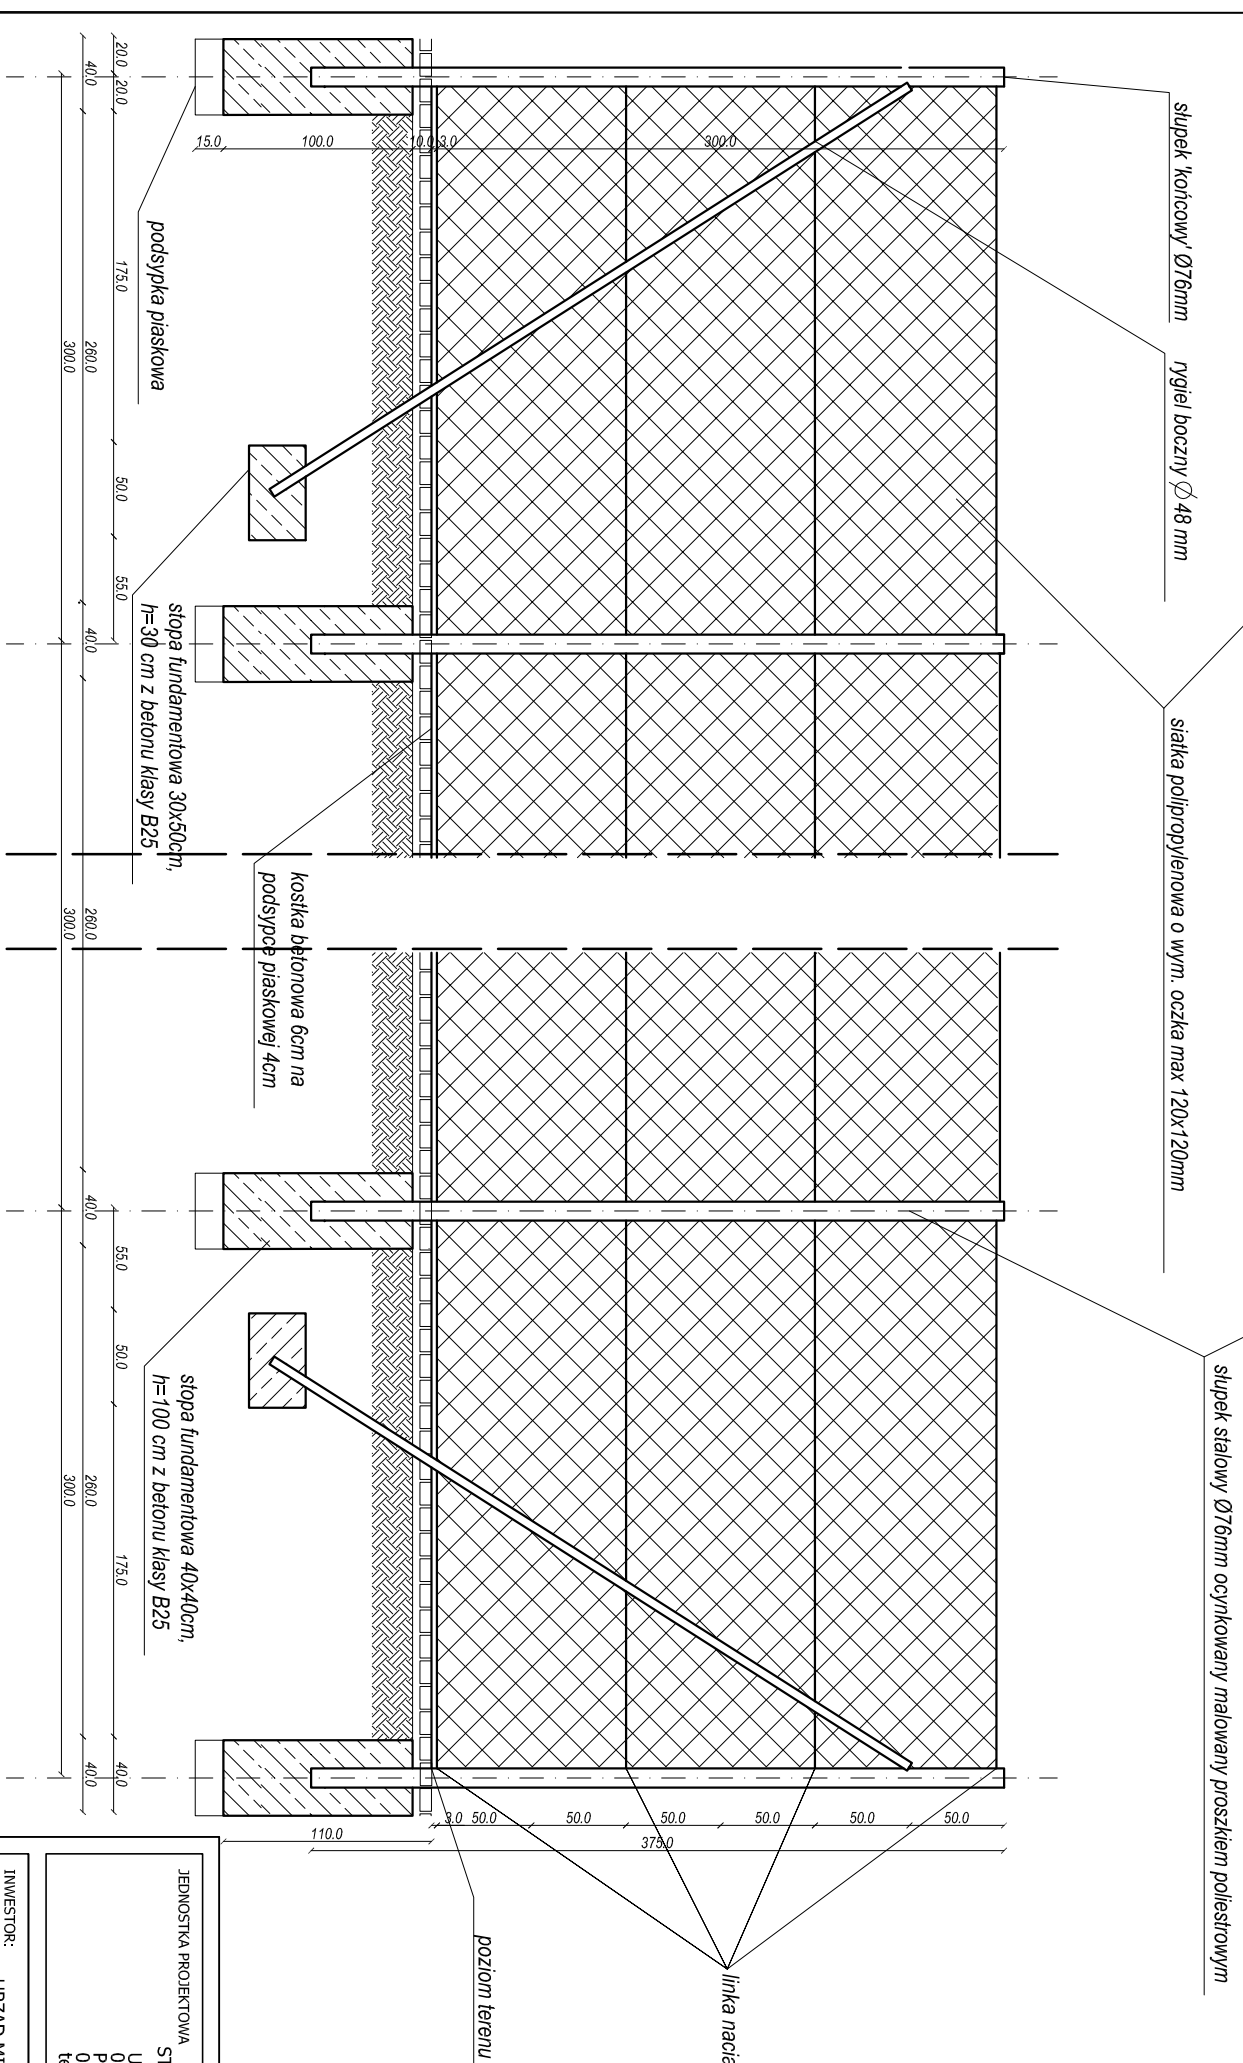 słupek 'końcowy' Ø76mm
rygiel boczny Ø 48 mm
siatka polipropylenowa o wym. oczka max 120x120mm
słupek stalowy Ø76mm ocynkowany malowany proszkiem poliestrowym
15.0
100.0
10.0
3.0
300.0
podsypka piaskowa
stopa fundamentowa 30x50cm,
h=30 cm z betonu klasy B25
kostka betonowa 6cm na
podsypce piaskowej 4cm
stopa fundamentowa 40x40cm,
h=100 cm z betonu klasy B25
20.0
20.0
175.0
50.0
55.0
55.0
50.0
175.0
40.0
40.0
260.0
40.0
260.0
40.0
260.0
40.0
300.0
300.0
300.0
3.0
50.0
50.0
50.0
50.0
50.0
50.0
110.0
375.0
poziom terenu
linka nacią
JEDNOSTKA PROJEKTOWA
INWESTOR: